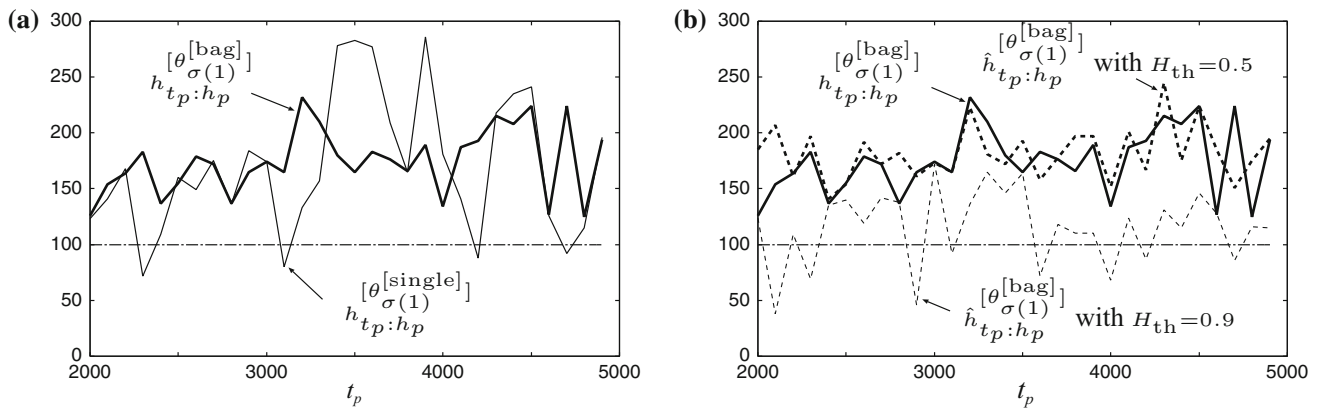 (a)
300
250
200
150
100
50
0
2000
3000
4000
5000
t_p
h_{t_p:h_p}^{[θ_{σ(1)}^{[bag]}]}
h_{t_p:h_p}^{[θ_{σ(1)}^{[single]}]}
(b)
300
250
200
150
100
50
0
2000
3000
4000
5000
t_p
h_{t_p:h_p}^{[θ_{σ(1)}^{[bag]}]}
ĥ_{t_p:h_p}^{[θ_{σ(1)}^{[bag]}]} with H_th=0.5
ĥ_{t_p:h_p}^{[θ_{σ(1)}^{[bag]}]} with H_th=0.9